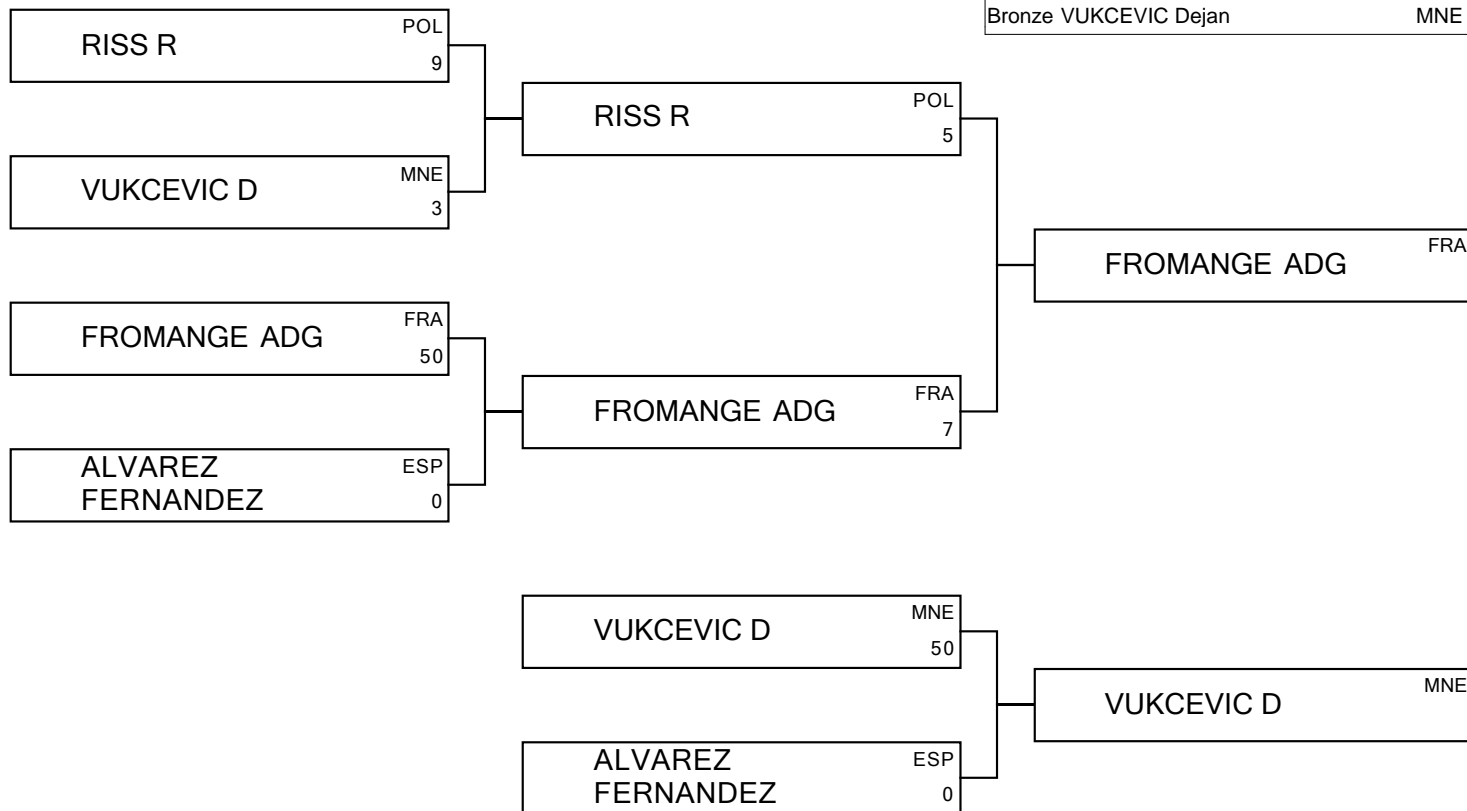 Bronze VUKCEVIC Dejan MNE
RISS R POL
9
RISS R POL
5
VUKCEVIC D MNE
3
FROMANGE ADG FRA
FROMANGE ADG FRA
50
FROMANGE ADG FRA
7
ALVAREZ ESP
FERNANDEZ 0
VUKCEVIC D MNE
50
VUKCEVIC D MNE
ALVAREZ ESP
FERNANDEZ 0